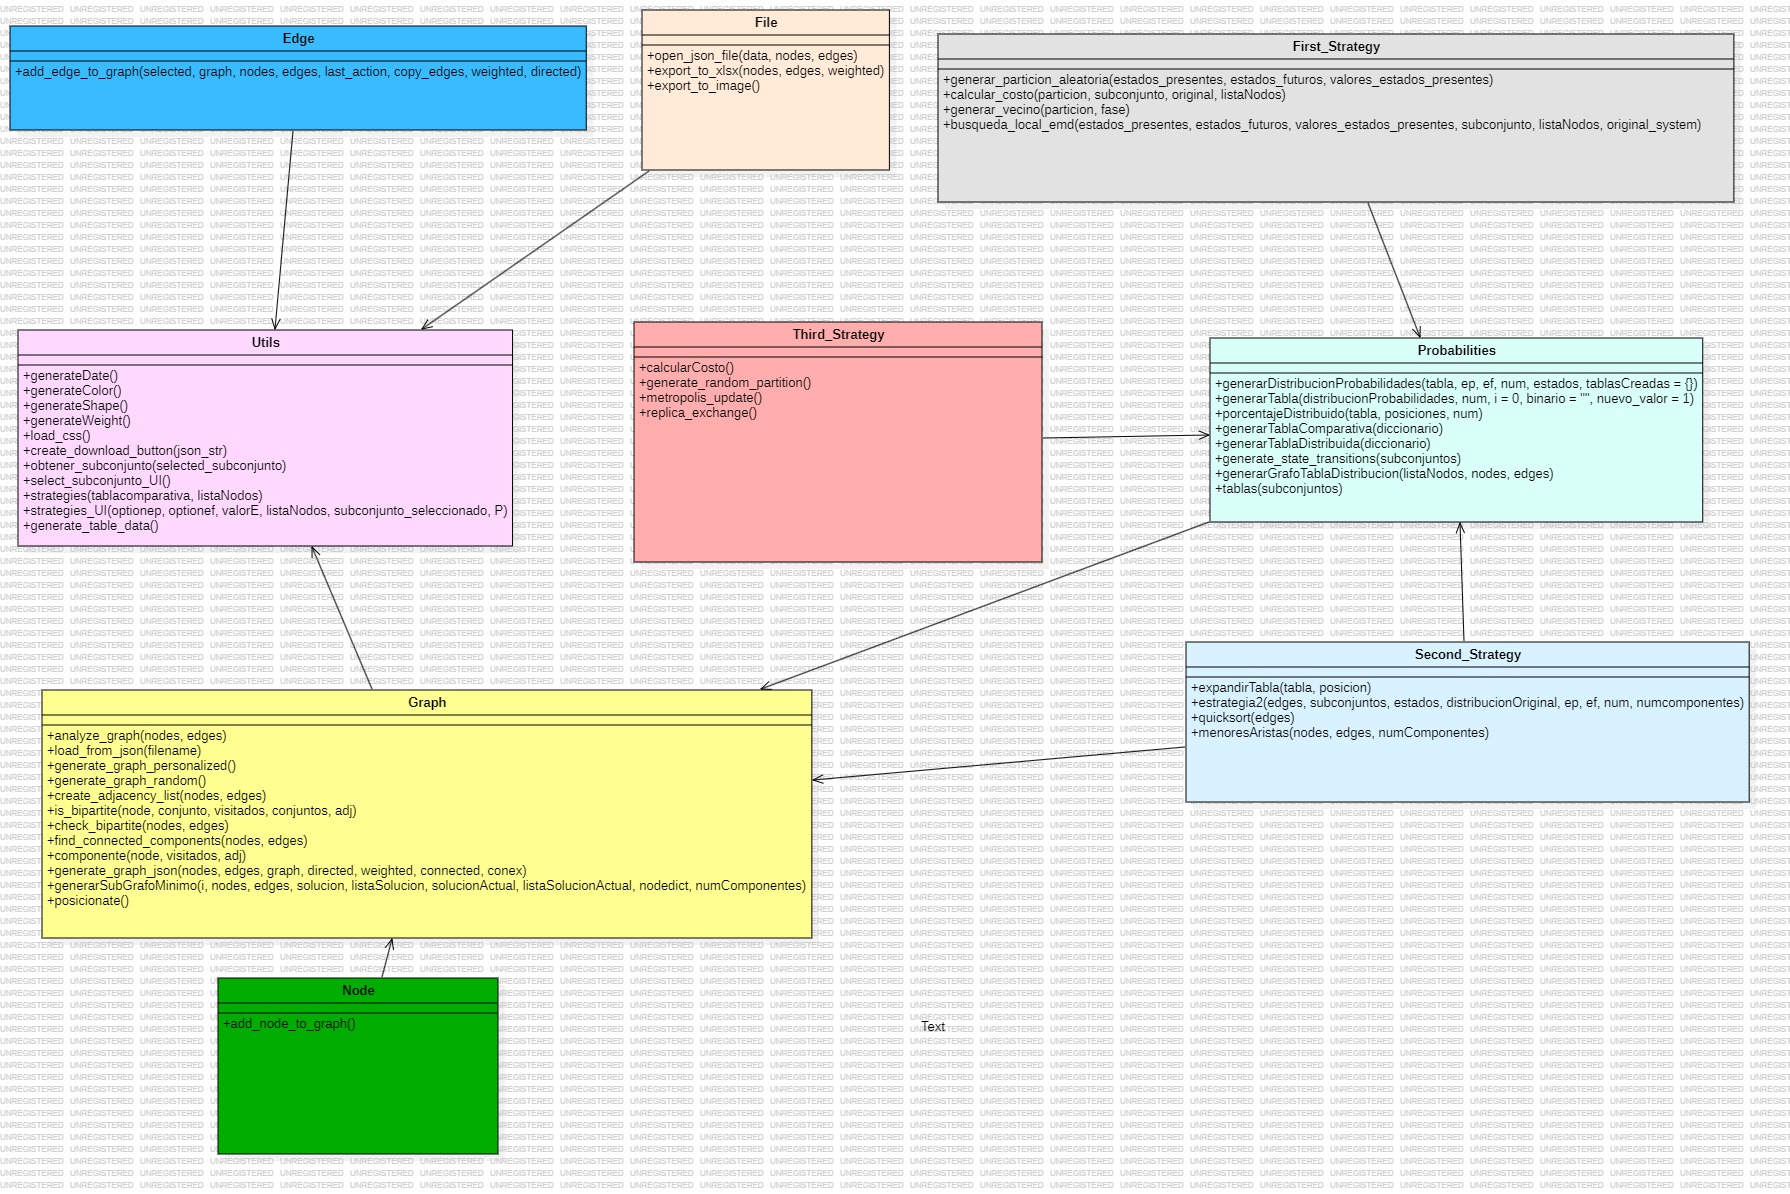 Edge
+add_edge_to_graph(selected, graph, nodes, edges, last_action, copy_edges, weighted, directed)
File
+open_json_file(data, nodes, edges)
+export_to_xlsx(nodes, edges, weighted)
+export_to_image()
First_Strategy
+generar_particion_aleatoria(estados_presentes, estados_futuros, valores_estados_presentes)
+calcular_costo(particion, subconjunto, original, listaNodos)
+generar_vecino(particion, fase)
+busqueda_local_emd(estados_presentes, estados_futuros, valores_estados_presentes, subconjunto, listaNodos, original_system)
Utils
+generateDate()
+generateColor()
+generateShape()
+generateWeight()
+load_css()
+create_download_button(json_str)
+obtener_subconjunto(selected_subconjunto)
+select_subconjunto_UI()
+strategies(tablacomparativa, listaNodos)
+strategies_UI(optionep, optionef, valorE, listaNodos, subconjunto_seleccionado, P)
+generate_table_data()
Third_Strategy
+calcularCosto()
+generate_random_partition()
+metropolis_update()
+replica_exchange()
Probabilities
+generarDistribucionProbabilidades(tabla, ep, ef, num, estados, tablasCreadas = {})
+generarTabla(distribucionProbabilidades, num, i = 0, binario = "", nuevo_valor = 1)
+porcentajeDistribuido(tabla, posiciones, num)
+generarTablaComparativa(diccionario)
+generarTablaDistribuida(diccionario)
+generate_state_transitions(subconjuntos)
+generarGrafoTablaDistribucion(listaNodos, nodes, edges)
+tablas(subconjuntos)
Second_Strategy
+expandirTabla(tabla, posicion)
+estrategia2(edges, subconjuntos, estados, distribucionOriginal, ep, ef, num, numcomponentes)
+quicksort(edges)
+menoresAristas(nodes, edges, numComponentes)
Graph
+analyze_graph(nodes, edges)
+load_from_json(filename)
+generate_graph_personalized()
+generate_graph_random()
+create_adjacency_list(nodes, edges)
+is_bipartite(node, conjunto, visitados, conjuntos, adj)
+check_bipartite(nodes, edges)
+find_connected_components(nodes, edges)
+componente(node, visitados, adj)
+generate_graph_json(nodes, edges, graph, directed, weighted, connected, conex)
+generarSubGrafoMinimo(i, nodes, edges, solucion, listaSolucion, solucionActual, listaSolucionActual, nodedict, numComponentes)
+posicionate()
Node
+add_node_to_graph()
Text
UNREGISTERED